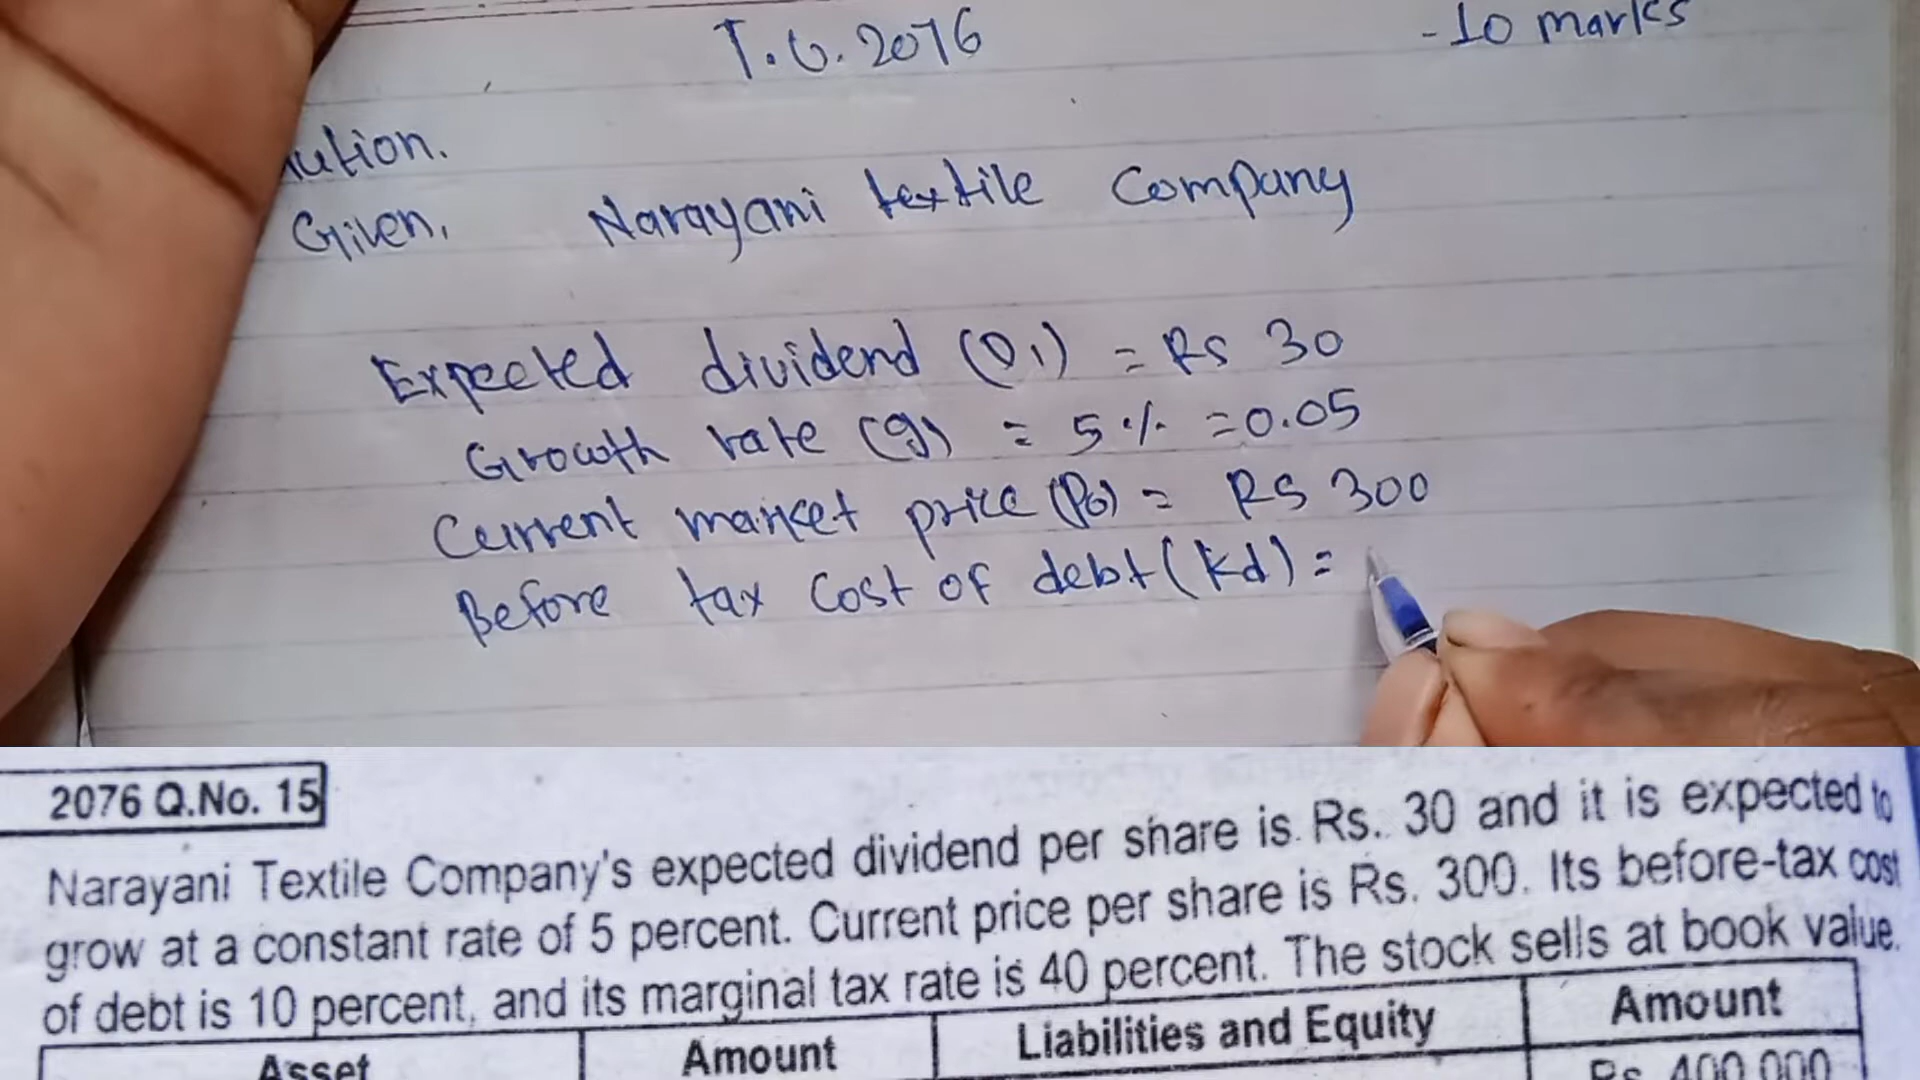 T.U. 2076
- 10 marks
ution.
Given, Narayani textile Company
Expected dividend (D1) = Rs 30
Growth rate (g) = 5 % = 0.05
Current market price (P0) = RS 300
Before tax Cost of debt (kd) =
2076 Q.No. 15
Narayani Textile Company's expected dividend per share is Rs. 30 and it is expected to
grow at a constant rate of 5 percent. Current price per share is Rs. 300. Its before-tax cost
of debt is 10 percent, and its marginal tax rate is 40 percent. The stock sells at book value.
Asset Amount Liabilities and Equity Amount
Rs. 400,000